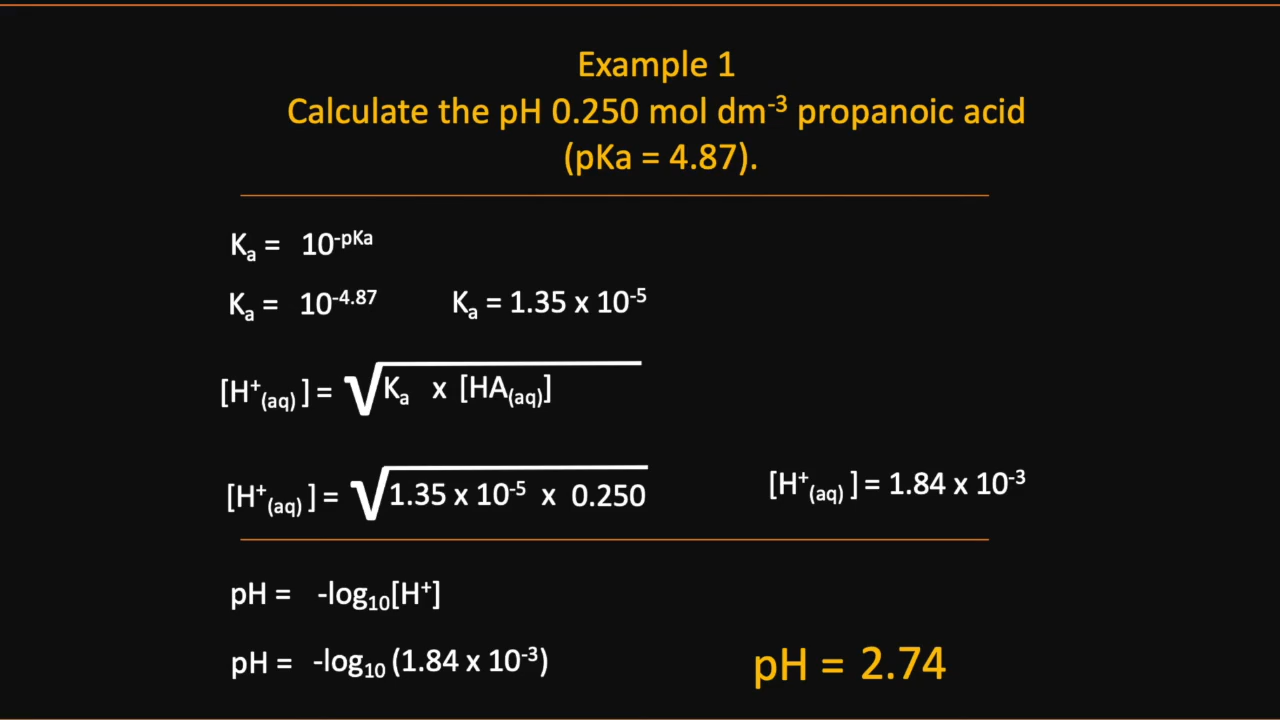 Example 1
Calculate the pH 0.250 mol dm⁻³ propanoic acid
(pKa = 4.87).
Kₐ = 10⁻ᵖᴷᵃ
Kₐ = 10⁻⁴·⁸⁷ Kₐ = 1.35 x 10⁻⁵
[H⁺(aq) ] = √Kₐ x [HA(aq)]
[H⁺(aq) ] = √1.35 x 10⁻⁵ x 0.250 [H⁺(aq) ] = 1.84 x 10⁻³
pH = -log₁₀[H⁺]
pH = -log₁₀ (1.84 x 10⁻³) pH = 2.74